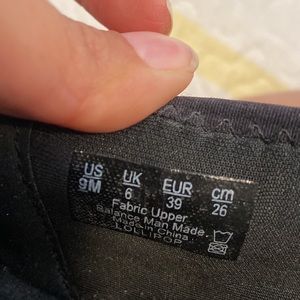 US UK EUR cm
9M 6 39 26
Fabric Upper
Balance Man Made
Made in China
LOLLIPOP